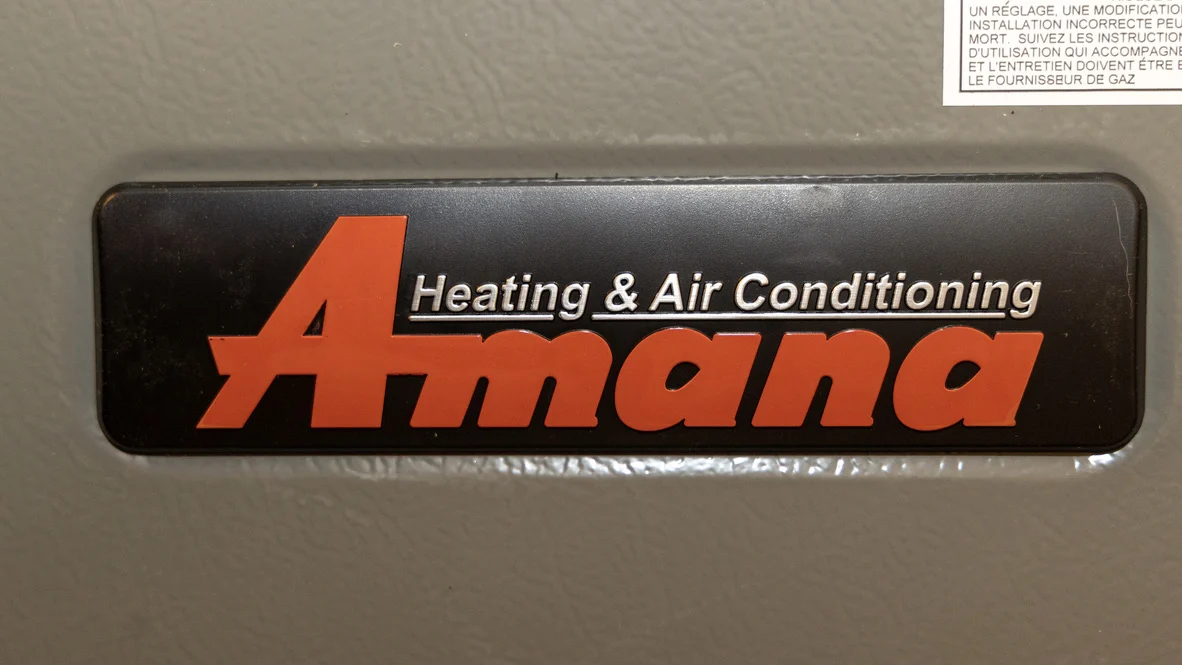 UN RÉGLAGE, UNE
INSTALLATION INCORRECTE
MORT. SUIVEZ LES
D'UTILISATION QUI
ET L'ENTRETIEN DOIVENT ÉTRE
LE FOURNISSEUR DE GAZ
Heating & Air Conditioning
Amana